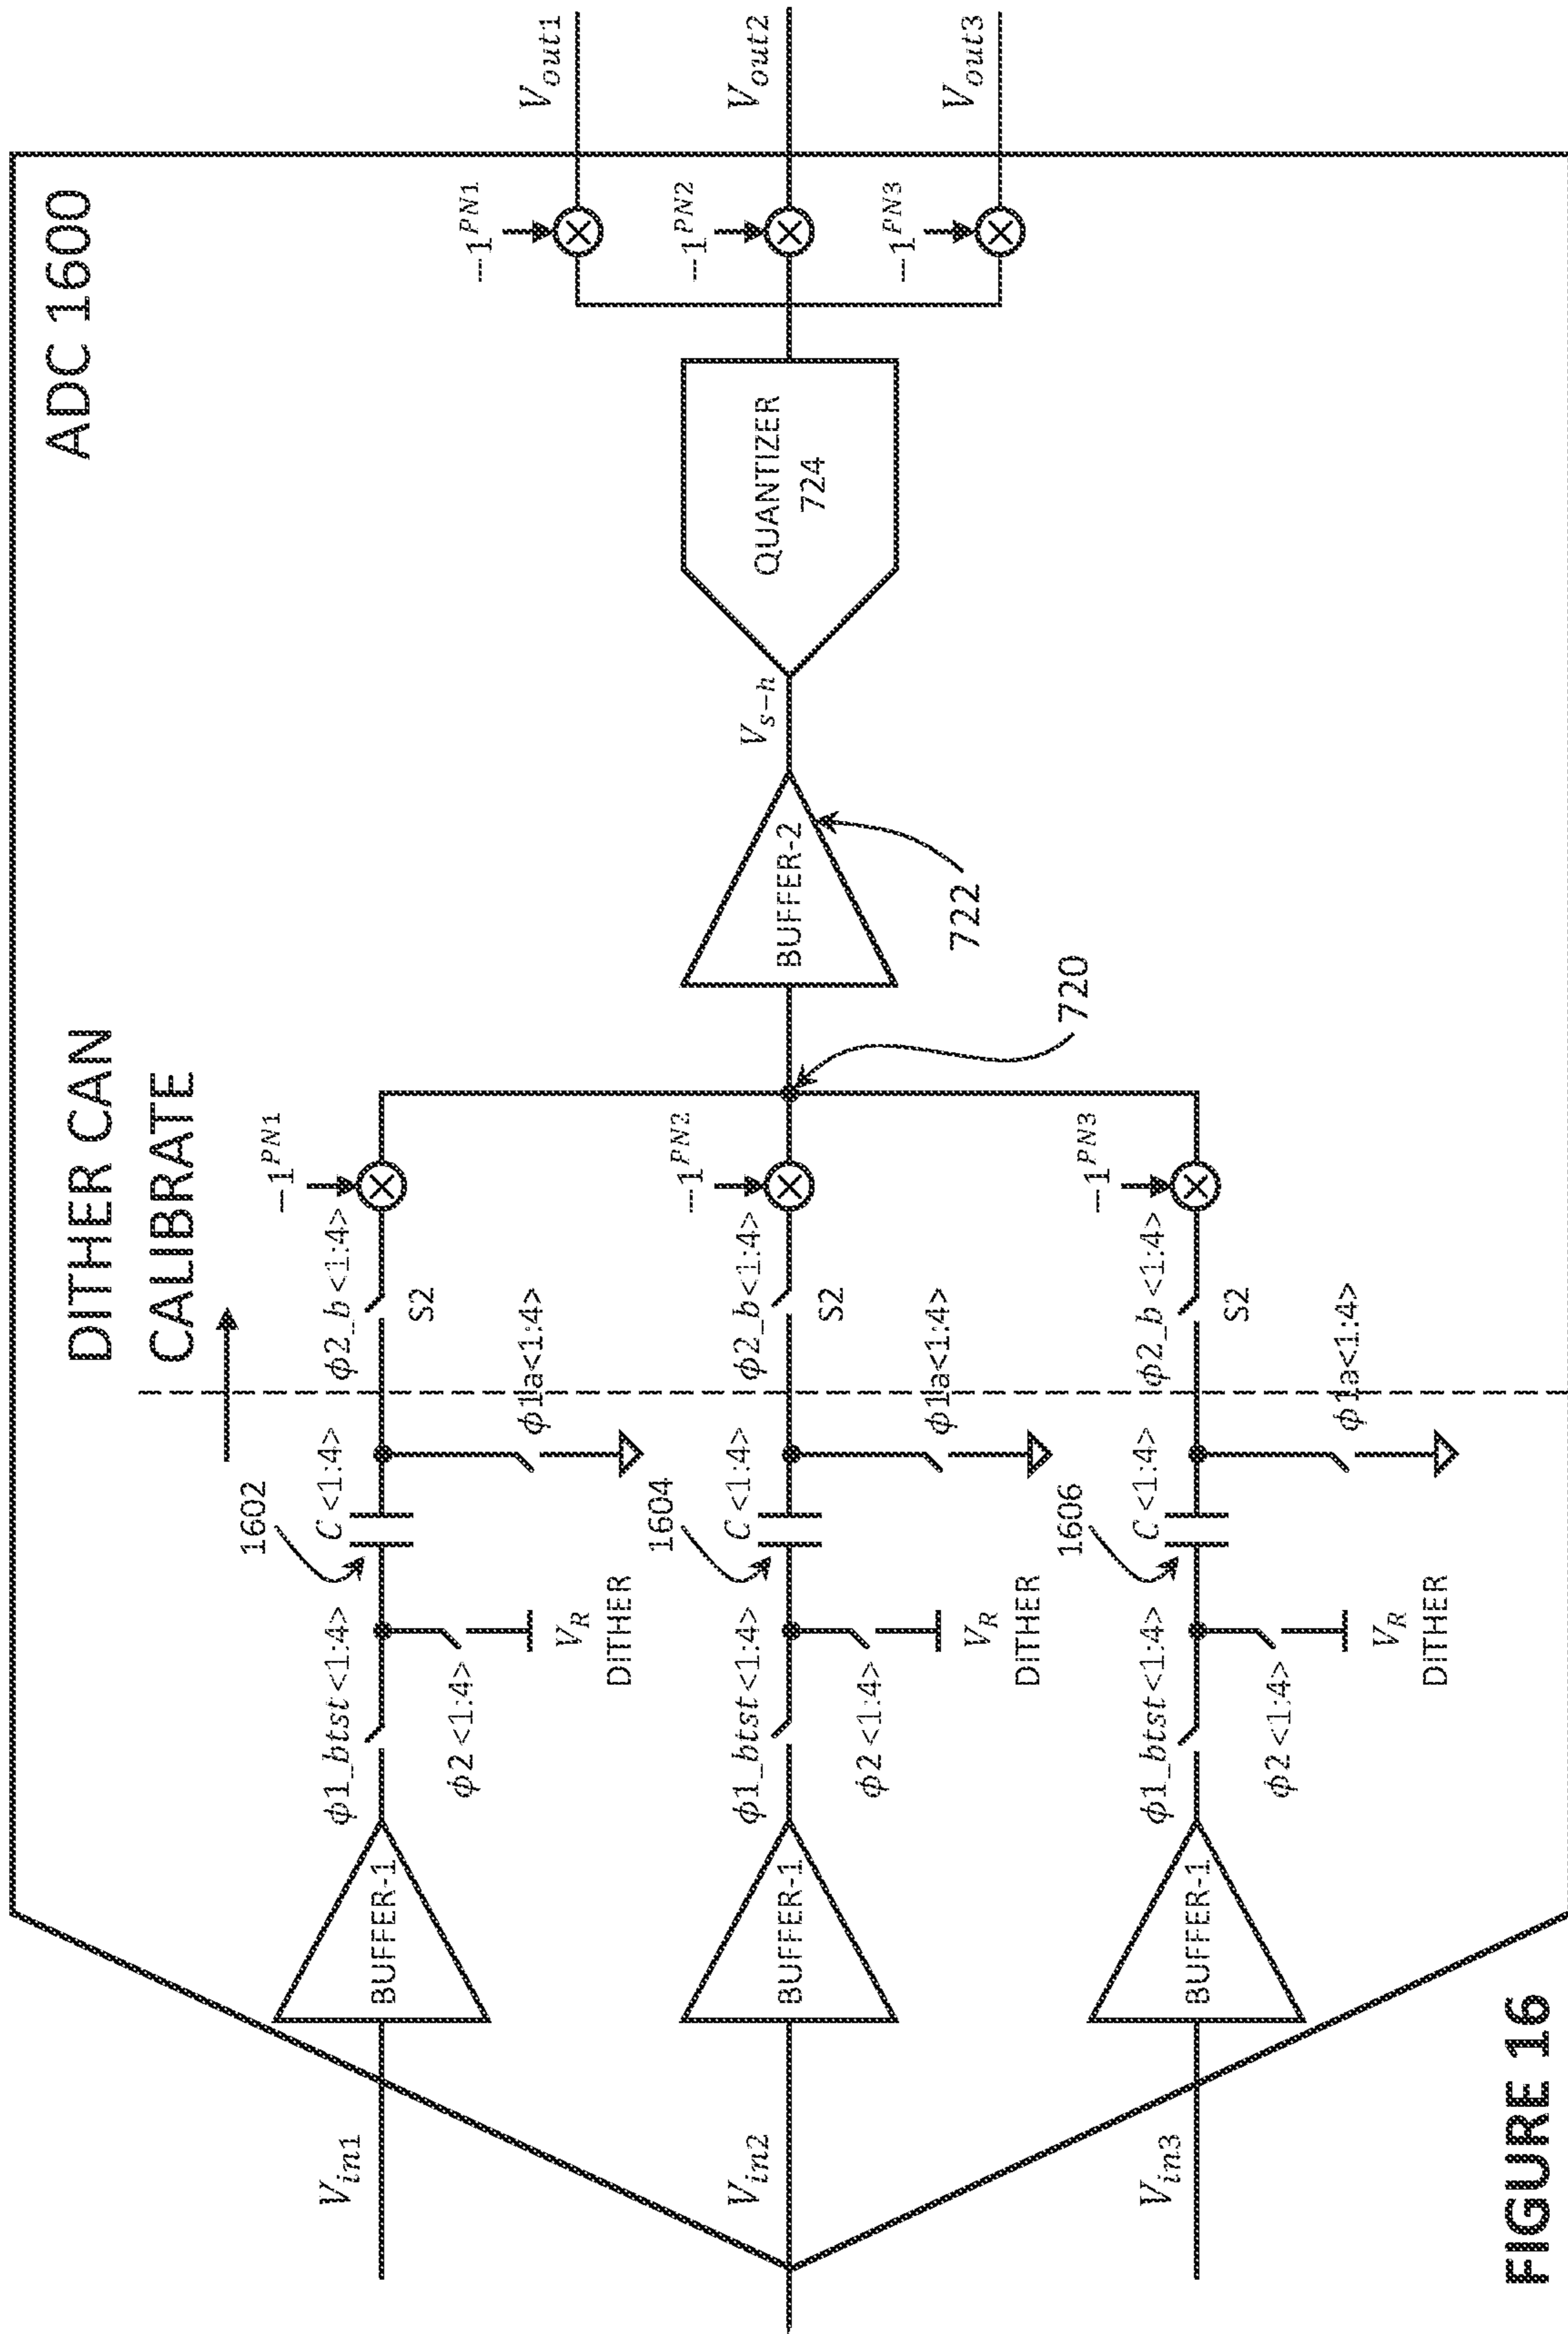 ADC 1600
DITHER CAN
CALIBRATE
V_in1
BUFFER-1
ϕ1_btst<1:4>
ϕ2<1:4>
V_R
DITHER
1602
C<1:4>
ϕ1a<1:4>
ϕ2_b<1:4>
S2
−1^PN1
V_in2
BUFFER-1
ϕ1_btst<1:4>
ϕ2<1:4>
V_R
DITHER
1604
C<1:4>
ϕ1a<1:4>
ϕ2_b<1:4>
S2
−1^PN2
V_in3
BUFFER-1
ϕ1_btst<1:4>
ϕ2<1:4>
V_R
DITHER
1606
C<1:4>
ϕ1a<1:4>
ϕ2_b<1:4>
S2
−1^PN3
720
BUFFER-2
722
V_s−h
QUANTIZER
724
−1^PN1
V_out1
−1^PN2
V_out2
−1^PN3
V_out3
FIGURE 16